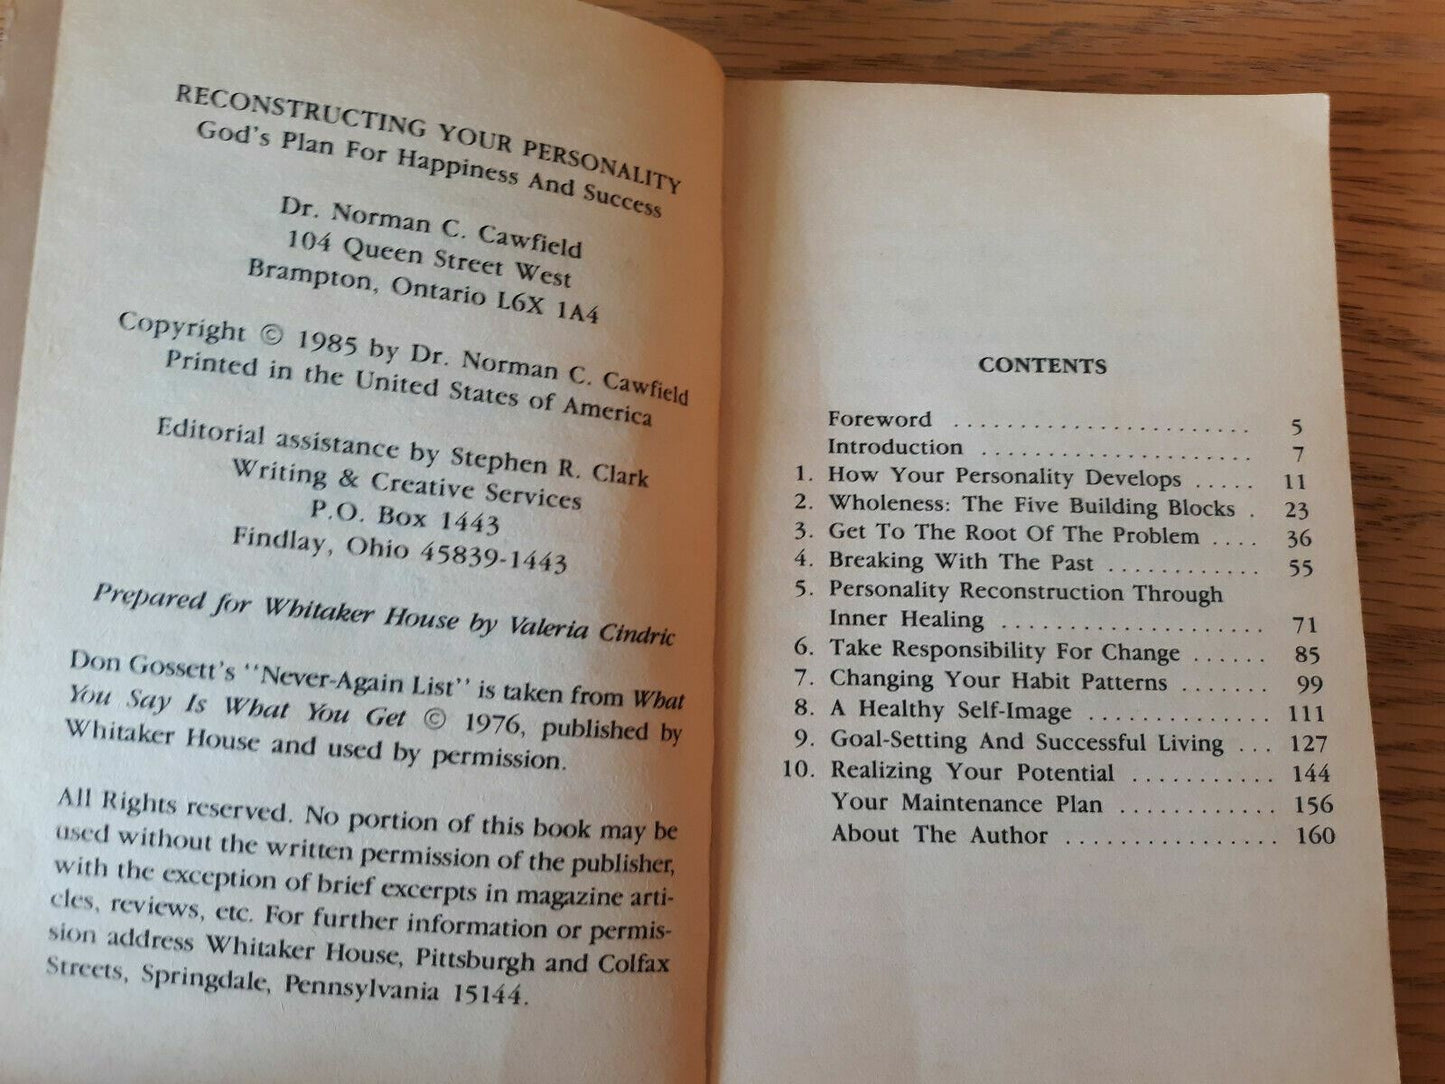 RECONSTRUCTING YOUR PERSONALITY
God's Plan For Happiness And Success
Dr. Norman C. Cawfield
104 Queen Street West
Brampton, Ontario L6X 1A4
Copyright © 1985 by Dr. Norman C. Cawfield
Printed in the United States of America
Editorial assistance by Stephen R. Clark
Writing & Creative Services
P.O. Box 1443
Findlay, Ohio 45839-1443
Prepared for Whitaker House by Valeria Cindric
Don Gossett's "Never-Again List" is taken from What
You Say Is What You Get © 1976, published by
Whitaker House and used by permission.
All Rights reserved. No portion of this book may be
used without the written permission of the publisher,
with the exception of brief excerpts in magazine arti-
cles, reviews, etc. For further information or permis-
sion address Whitaker House, Pittsburgh and Colfax
Streets, Springdale, Pennsylvania 15144.
CONTENTS
Foreword ....................... 5
Introduction ..................... 7
1. How Your Personality Develops ..... 11
2. Wholeness: The Five Building Blocks . 23
3. Get To The Root Of The Problem .... 36
4. Breaking With The Past ............ 55
5. Personality Reconstruction Through
Inner Healing .................... 71
6. Take Responsibility For Change ...... 85
7. Changing Your Habit Patterns ....... 99
8. A Healthy Self-Image .............. 111
9. Goal-Setting And Successful Living ... 127
10. Realizing Your Potential ........... 144
Your Maintenance Plan ............ 156
About The Author ................ 160